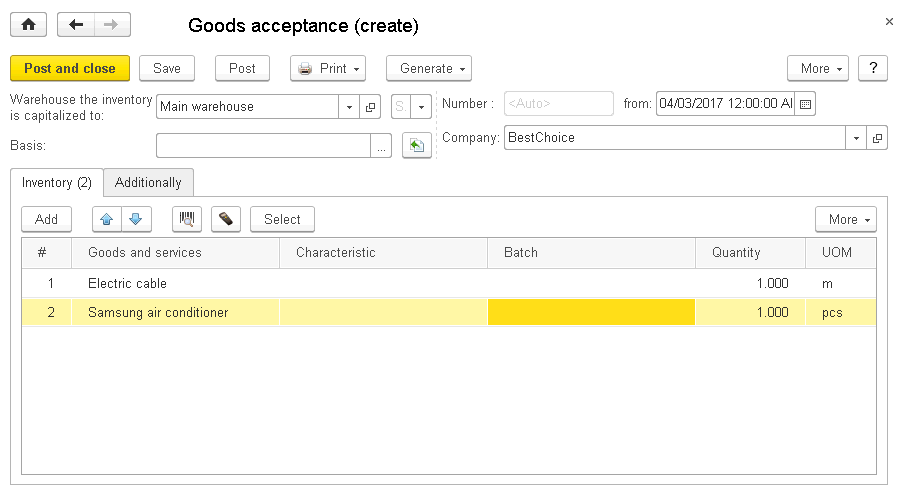 Goods acceptance (create)
×
Post and close Save Post Print Generate More ?
Warehouse the inventory
is capitalized to: Main warehouse S. Number : <Auto> from: 04/03/2017 12:00:00 AI
Basis: ... Company: BestChoice
Inventory (2) Additionally
Add Select More
# Goods and services Characteristic Batch Quantity UOM
1 Electric cable 1.000 m
2 Samsung air conditioner 1.000 pcs